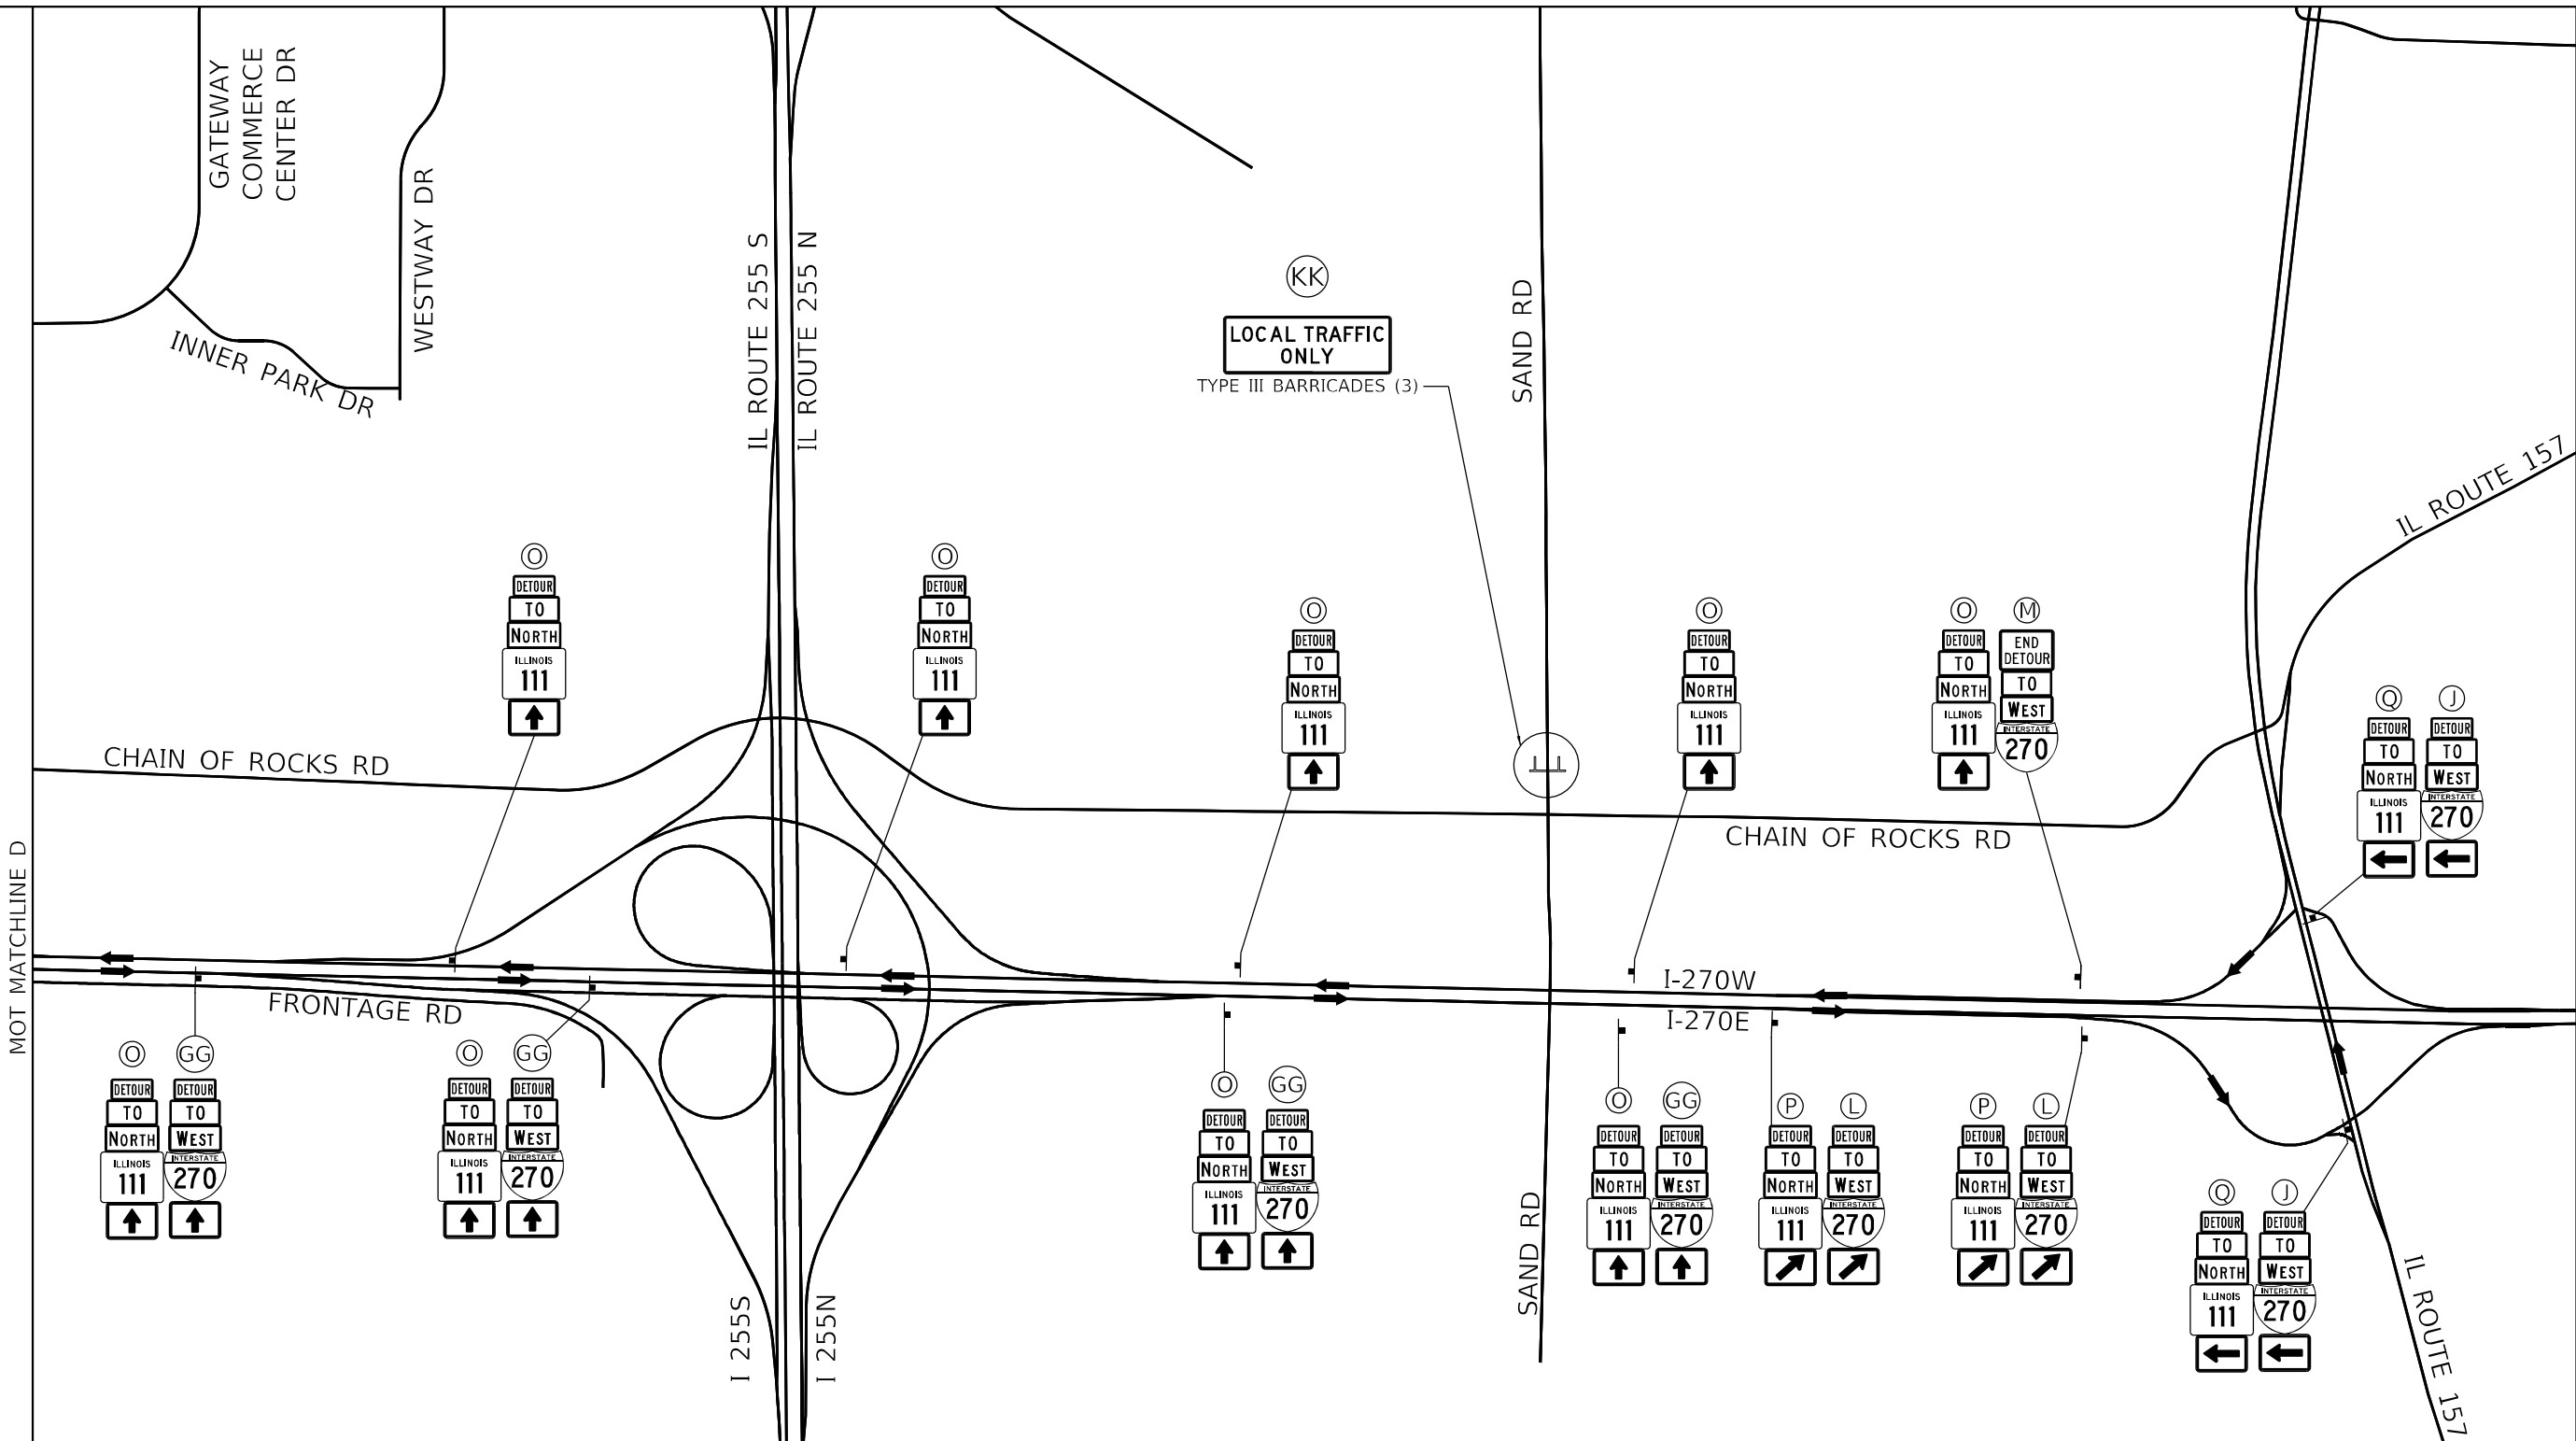 GATEWAY
COMMERCE
CENTER DR
WESTWAY DR
INNER PARK DR
IL ROUTE 255 S
IL ROUTE 255 N
KK
LOCAL TRAFFIC
ONLY
TYPE III BARRICADES (3)
SAND RD
IL ROUTE 157
O
DETOUR
TO
NORTH
ILLINOIS
111
O
DETOUR
TO
NORTH
ILLINOIS
111
O
DETOUR
TO
NORTH
ILLINOIS
111
O
DETOUR
TO
NORTH
ILLINOIS
111
O
DETOUR
TO
NORTH
ILLINOIS
111
M
END
DETOUR
TO
WEST
INTERSTATE
270
Q
DETOUR
TO
NORTH
ILLINOIS
111
J
DETOUR
TO
WEST
INTERSTATE
270
CHAIN OF ROCKS RD
CHAIN OF ROCKS RD
MOT MATCHLINE D
I-270W
I-270E
FRONTAGE RD
O
DETOUR
TO
NORTH
ILLINOIS
111
GG
DETOUR
TO
WEST
INTERSTATE
270
O
DETOUR
TO
NORTH
ILLINOIS
111
GG
DETOUR
TO
WEST
INTERSTATE
270
O
DETOUR
TO
NORTH
ILLINOIS
111
GG
DETOUR
TO
WEST
INTERSTATE
270
O
DETOUR
TO
NORTH
ILLINOIS
111
GG
DETOUR
TO
WEST
INTERSTATE
270
P
DETOUR
TO
NORTH
ILLINOIS
111
L
DETOUR
TO
WEST
INTERSTATE
270
P
DETOUR
TO
NORTH
ILLINOIS
111
L
DETOUR
TO
WEST
INTERSTATE
270
Q
DETOUR
TO
NORTH
ILLINOIS
111
J
DETOUR
TO
WEST
INTERSTATE
270
I 255S
I 255N
SAND RD
IL ROUTE 157